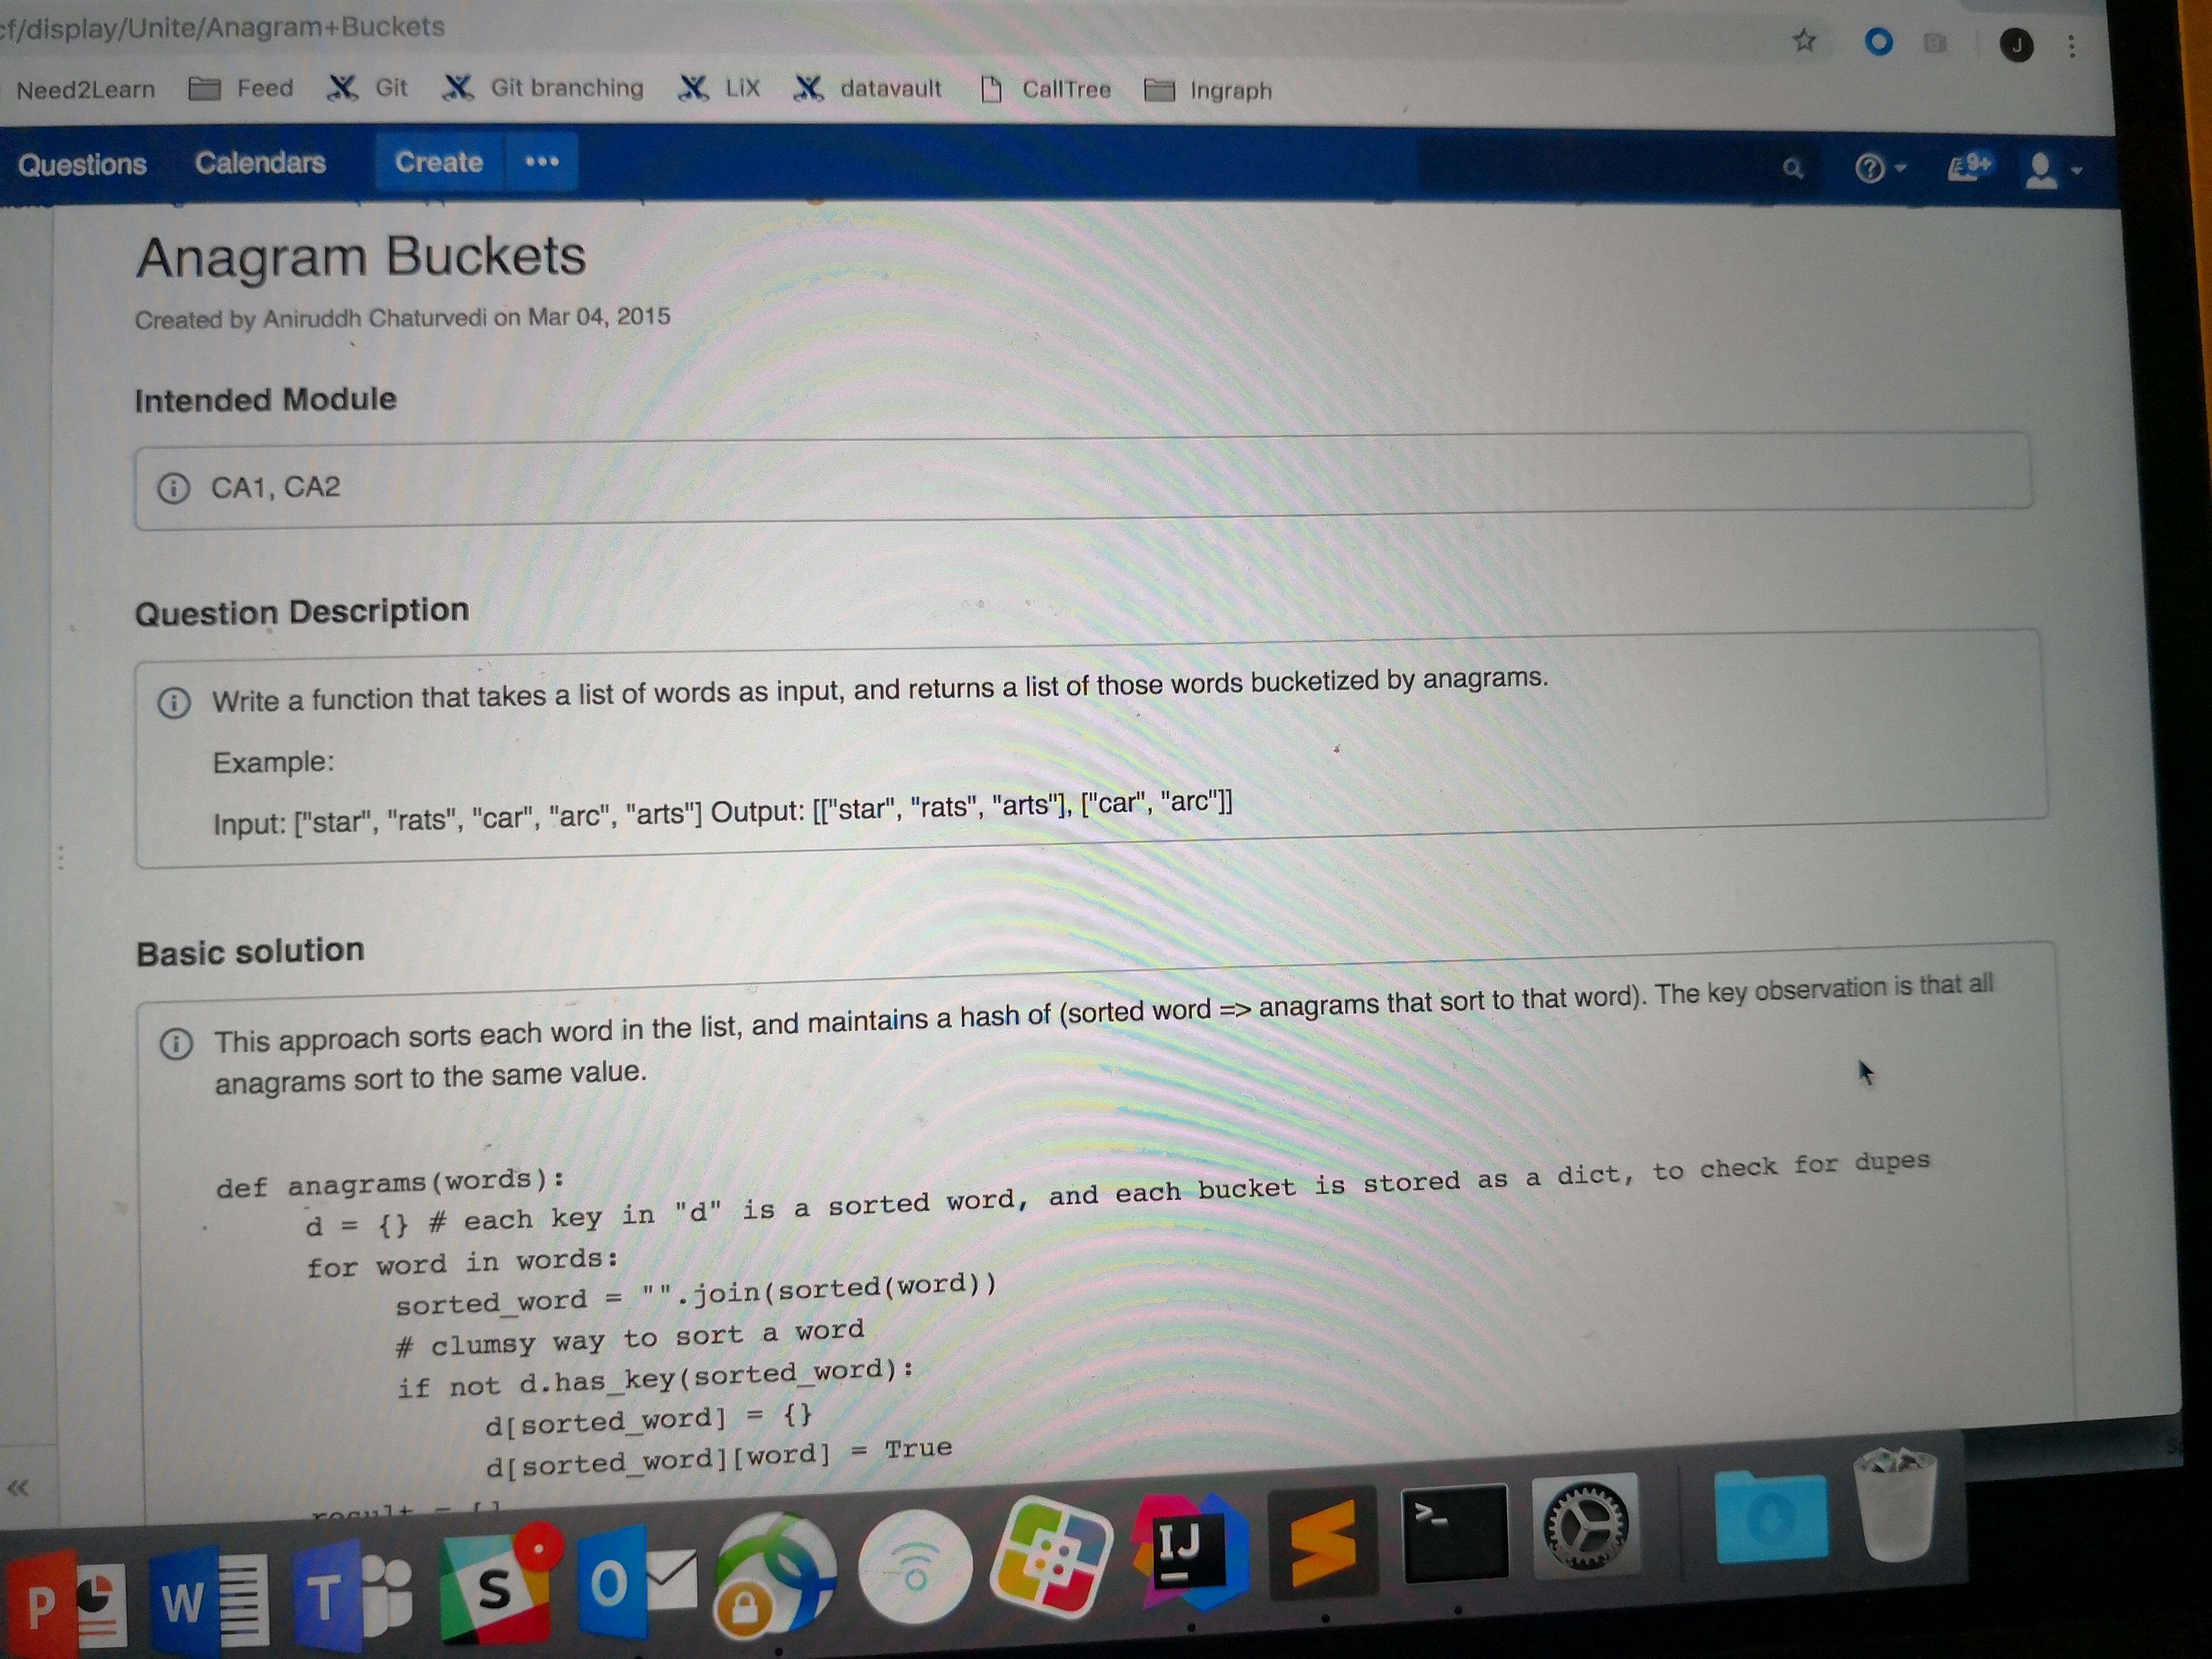 cf/display/Unite/Anagram+Buckets
J
Need2Learn Feed Git Git branching LiX datavault CallTree Ingraph
Questions Calendars Create ••• ? 9+
Anagram Buckets
Created by Aniruddh Chaturvedi on Mar 04, 2015
Intended Module
CA1, CA2
Question Description
Write a function that takes a list of words as input, and returns a list of those words bucketized by anagrams.
Example:
Input: ["star", "rats", "car", "arc", "arts"] Output: [["star", "rats", "arts"], ["car", "arc"]]
Basic solution
This approach sorts each word in the list, and maintains a hash of (sorted word => anagrams that sort to that word). The key observation is that all
anagrams sort to the same value.
def anagrams(words):
d = {} # each key in "d" is a sorted word, and each bucket is stored as a dict, to check for dupes
for word in words:
sorted_word = "".join(sorted(word))
# clumsy way to sort a word
if not d.has_key(sorted_word):
d[sorted_word] = {}
d[sorted_word][word] = True
result = []
P W T S O IJ >_